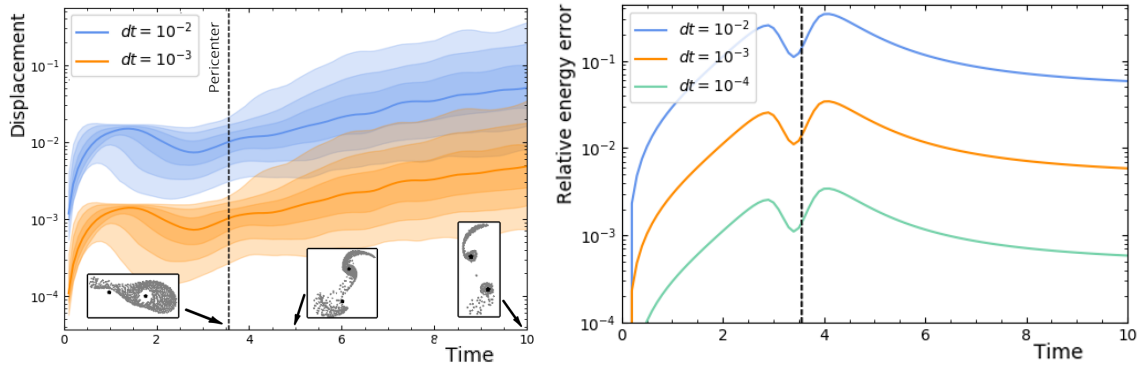 Displacement
dt = 10⁻²
dt = 10⁻³
Pericenter
10⁻¹
10⁻²
10⁻³
10⁻⁴
0 2 4 6 8 10
Time
Relative energy error
dt = 10⁻²
dt = 10⁻³
dt = 10⁻⁴
10⁻¹
10⁻²
10⁻³
10⁻⁴
0 2 4 6 8 10
Time